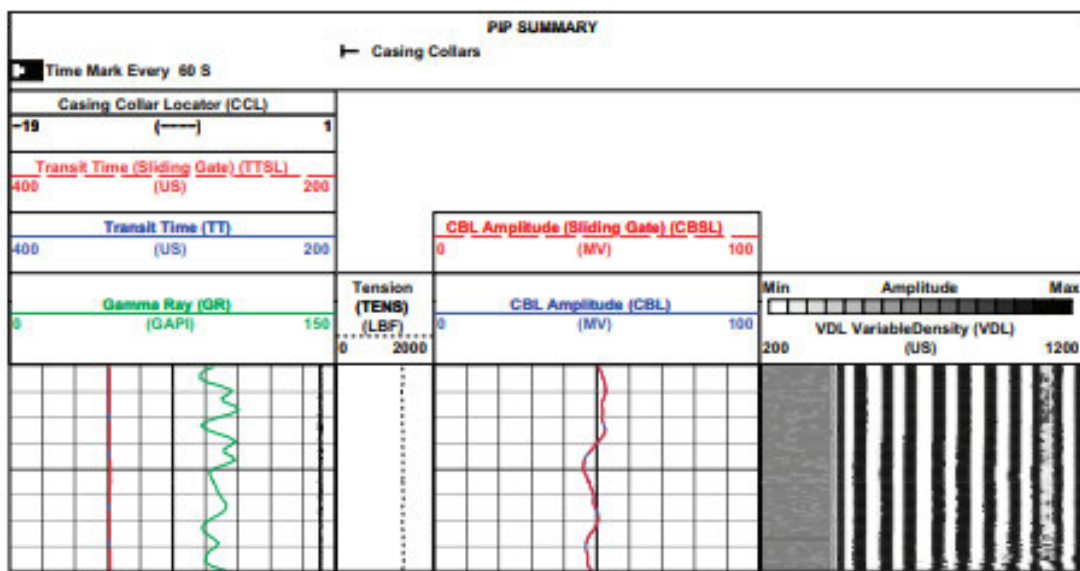 PIP SUMMARY
Casing Collars
Time Mark Every 60 S
Casing Collar Locator (CCL)
-19 (----) 1
Transit Time (Sliding Gate) (TTSL)
400 (US) 200
Transit Time (TT)
400 (US) 200
Gamma Ray (GR)
0 (GAPI) 150
Tension
(TENS)
(LBF)
0 2000
CBL Amplitude (Sliding Gate) (CBSL)
0 (MV) 100
CBL Amplitude (CBL)
0 (MV) 100
Min Amplitude Max
VDL VariableDensity (VDL)
200 (US) 1200